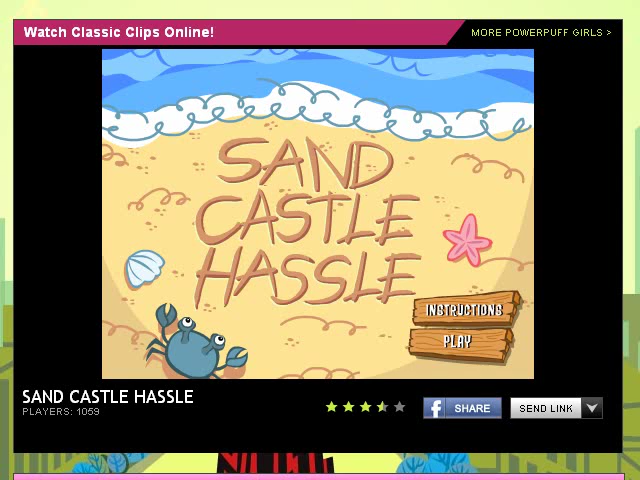 Watch Classic Clips Online!
MORE POWERPUFF GIRLS >
SAND
CASTLE
HASSLE
INSTRUCTIONS
PLAY
SAND CASTLE HASSLE
PLAYERS: 1059
f SHARE
SEND LINK